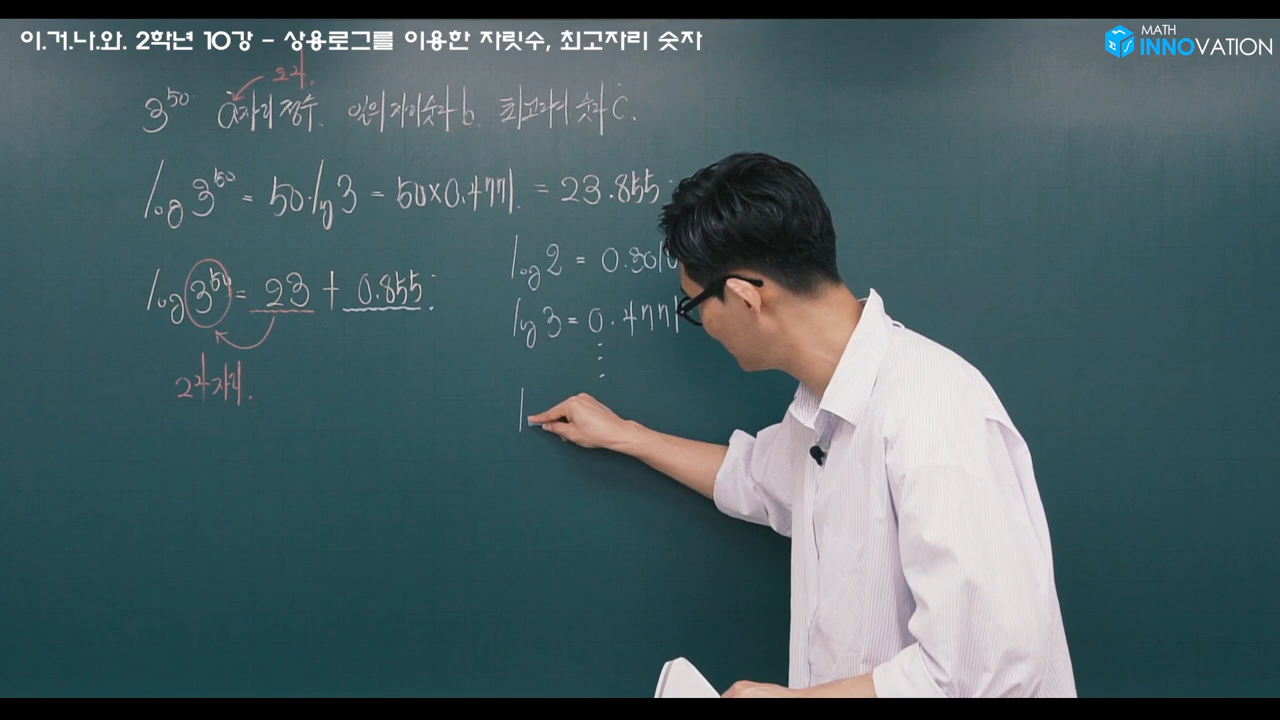 이.거.나.와. 2학년 10강 - 상용로그를 이용한 자릿수, 최고자리 숫자
MATH
INNOVATION
24.
3^50 a자리 정수. 일의 자리숫자 b. 최고자리 숫자 C.
log 3^50 = 50·log 3 = 50×0.4771 = 23.855
log 2 = 0.3010
log 3^50 = 23 + 0.855
log 3 = 0.4771
⋮
24자리.